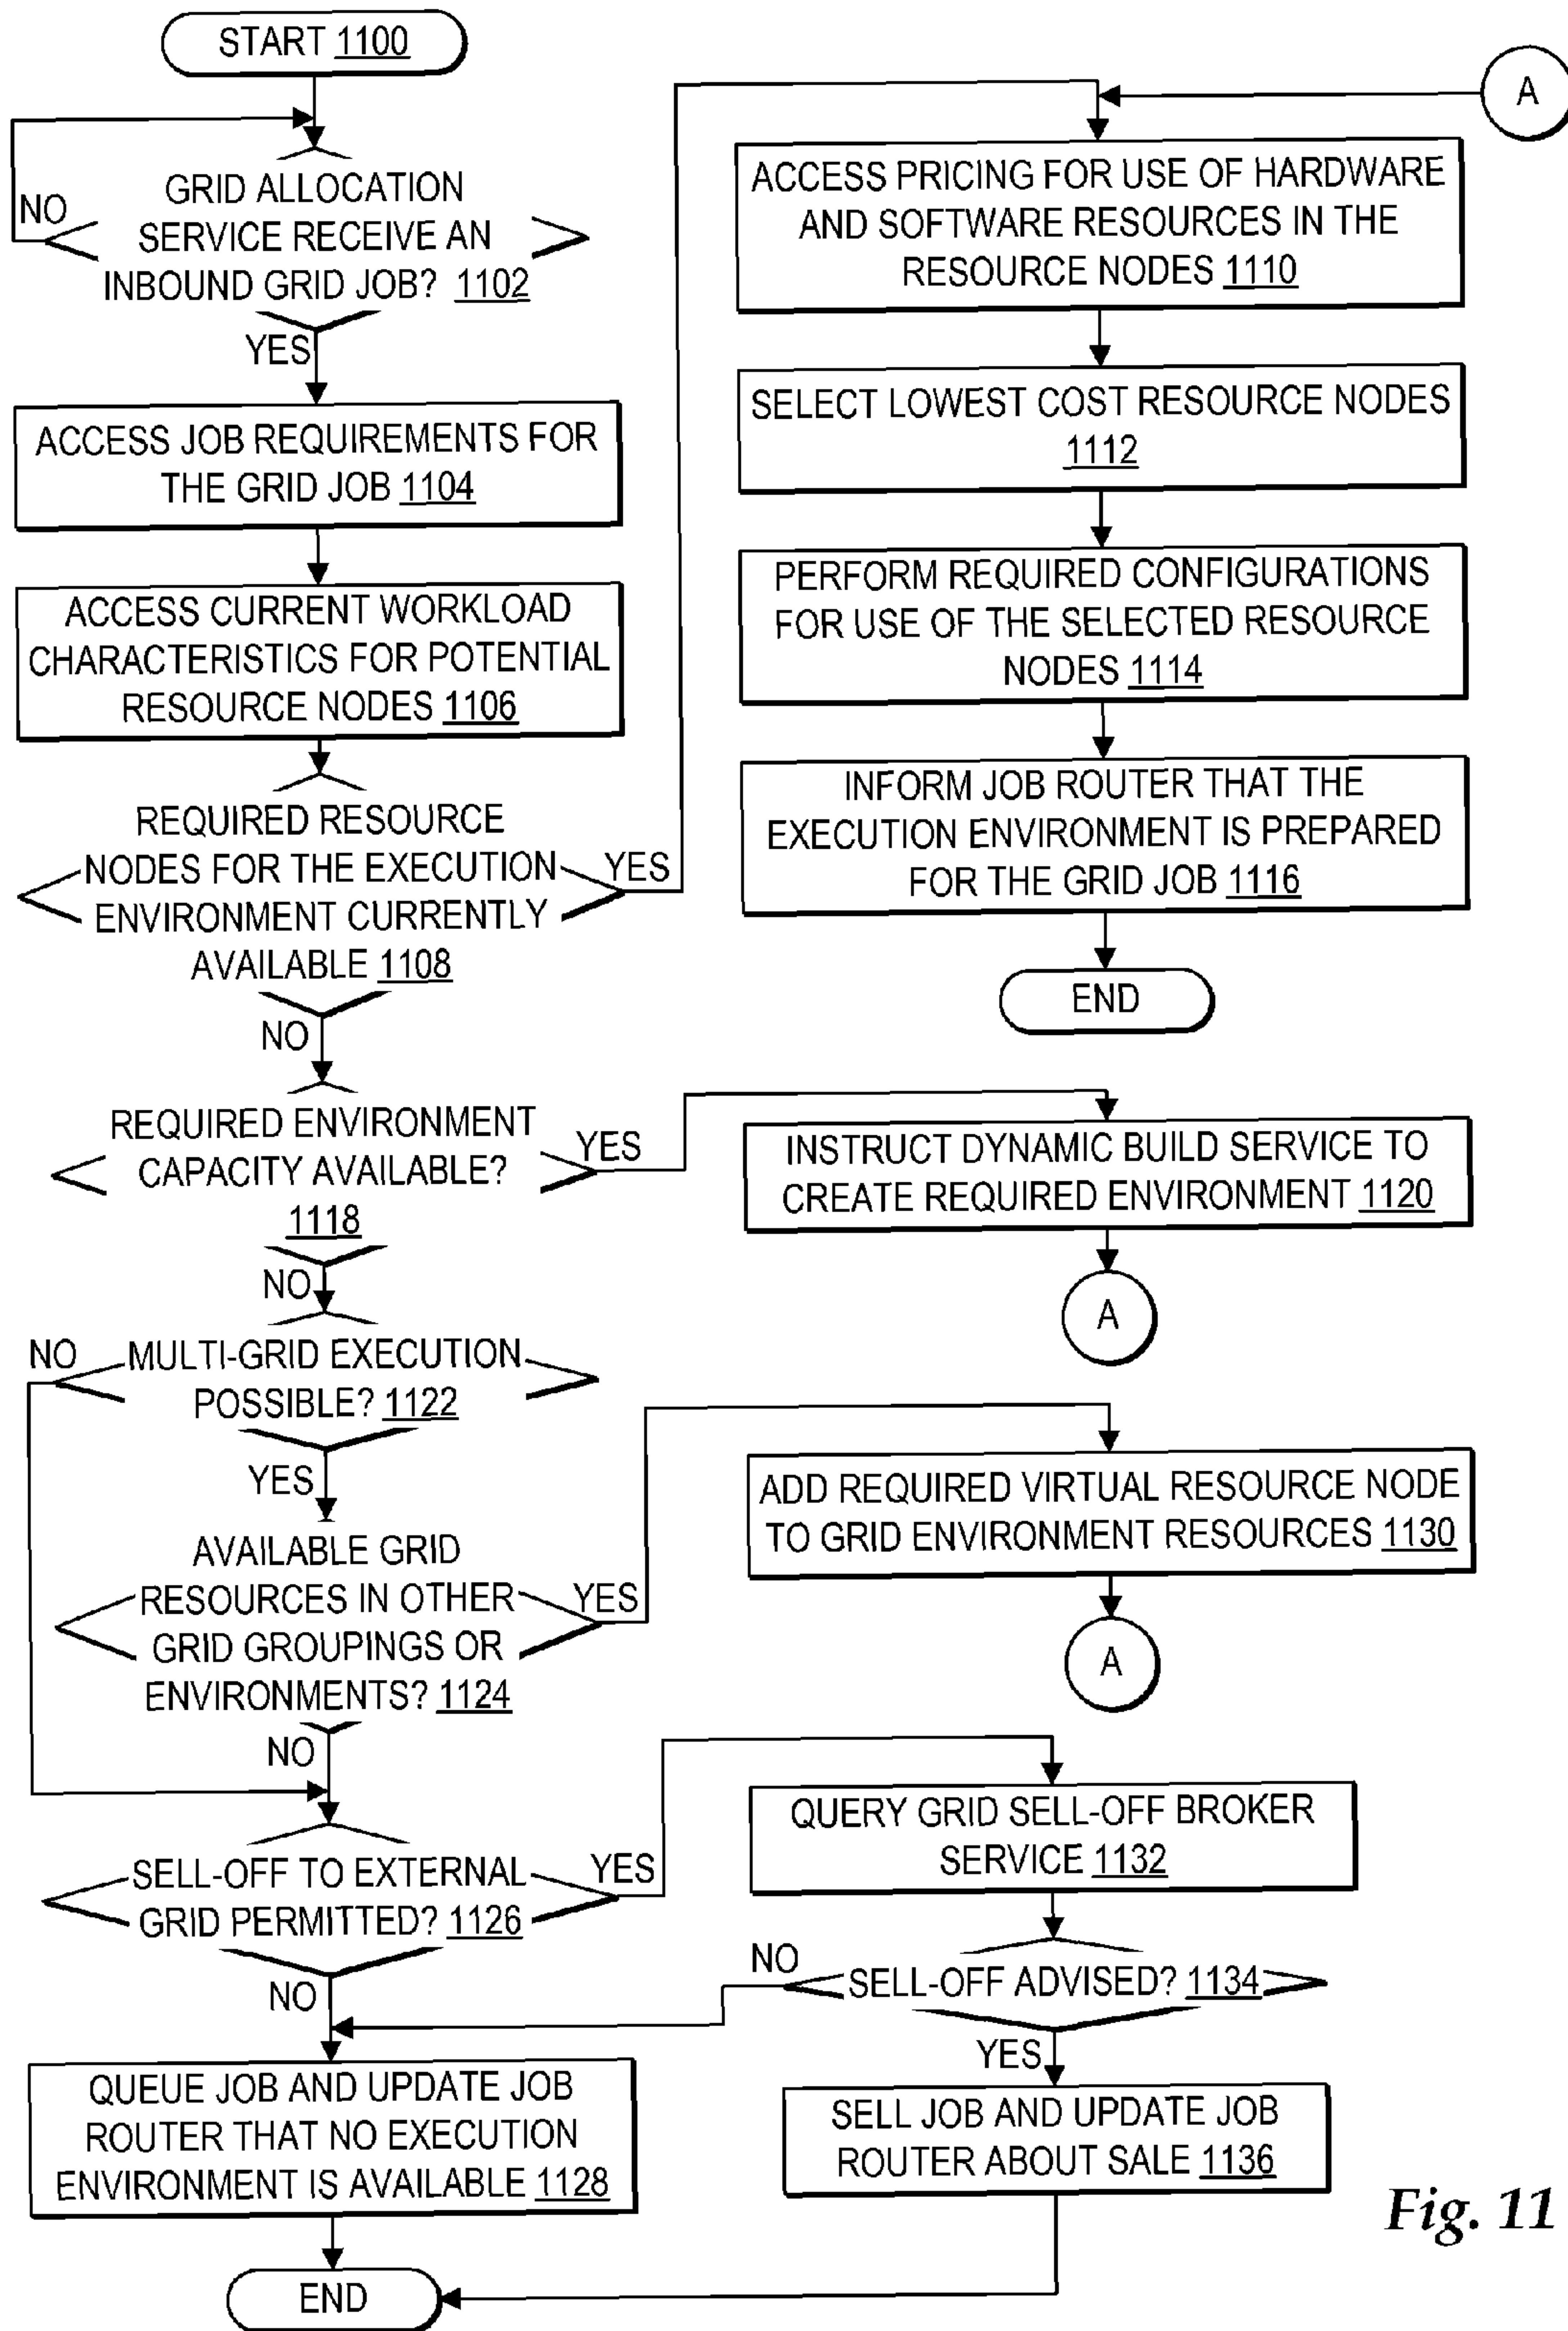 START 1100
GRID ALLOCATION
SERVICE RECEIVE AN
INBOUND GRID JOB? 1102
NO
YES
ACCESS JOB REQUIREMENTS FOR
THE GRID JOB 1104
ACCESS CURRENT WORKLOAD
CHARACTERISTICS FOR POTENTIAL
RESOURCE NODES 1106
REQUIRED RESOURCE
NODES FOR THE EXECUTION
ENVIRONMENT CURRENTLY
AVAILABLE 1108
YES
NO
A
ACCESS PRICING FOR USE OF HARDWARE
AND SOFTWARE RESOURCES IN THE
RESOURCE NODES 1110
SELECT LOWEST COST RESOURCE NODES
1112
PERFORM REQUIRED CONFIGURATIONS
FOR USE OF THE SELECTED RESOURCE
NODES 1114
INFORM JOB ROUTER THAT THE
EXECUTION ENVIRONMENT IS PREPARED
FOR THE GRID JOB 1116
END
REQUIRED ENVIRONMENT
CAPACITY AVAILABLE?
1118
YES
NO
INSTRUCT DYNAMIC BUILD SERVICE TO
CREATE REQUIRED ENVIRONMENT 1120
A
MULTI-GRID EXECUTION
POSSIBLE? 1122
NO
YES
AVAILABLE GRID
RESOURCES IN OTHER
GRID GROUPINGS OR
ENVIRONMENTS? 1124
YES
NO
ADD REQUIRED VIRTUAL RESOURCE NODE
TO GRID ENVIRONMENT RESOURCES 1130
A
SELL-OFF TO EXTERNAL
GRID PERMITTED? 1126
YES
NO
QUERY GRID SELL-OFF BROKER
SERVICE 1132
SELL-OFF ADVISED? 1134
NO
YES
QUEUE JOB AND UPDATE JOB
ROUTER THAT NO EXECUTION
ENVIRONMENT IS AVAILABLE 1128
SELL JOB AND UPDATE JOB
ROUTER ABOUT SALE 1136
END
Fig. 11